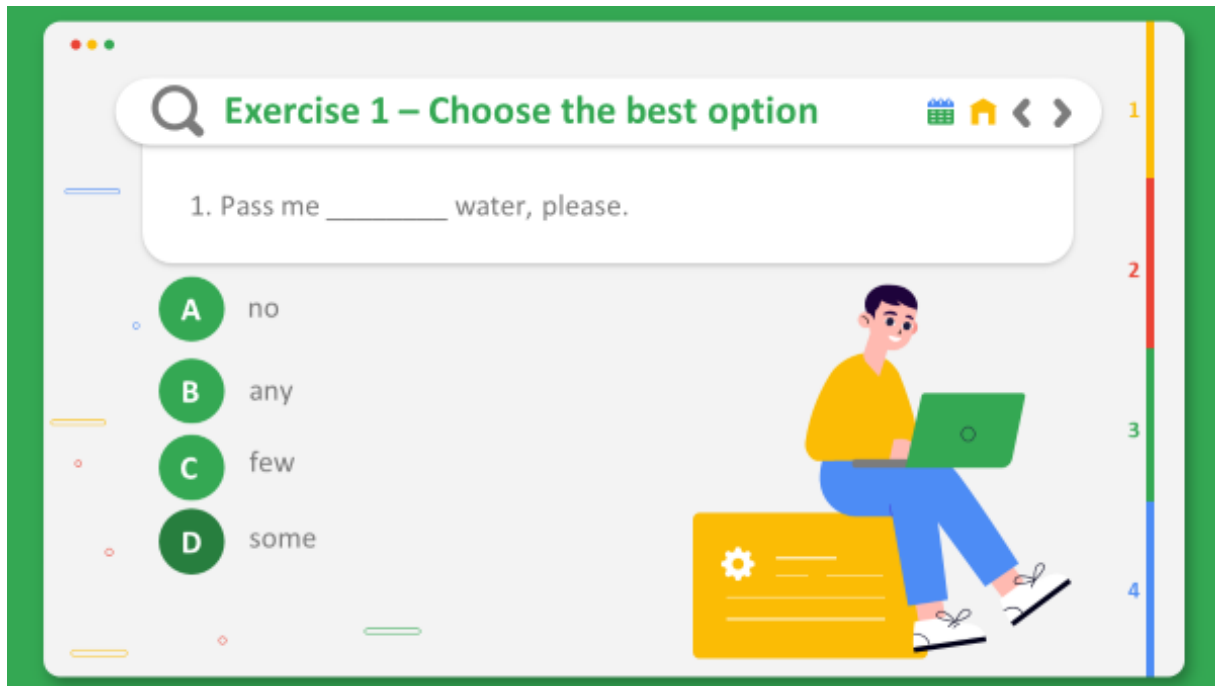 Exercise 1 – Choose the best option
1. Pass me ________ water, please.
A no
B any
C few
D some
1
2
3
4